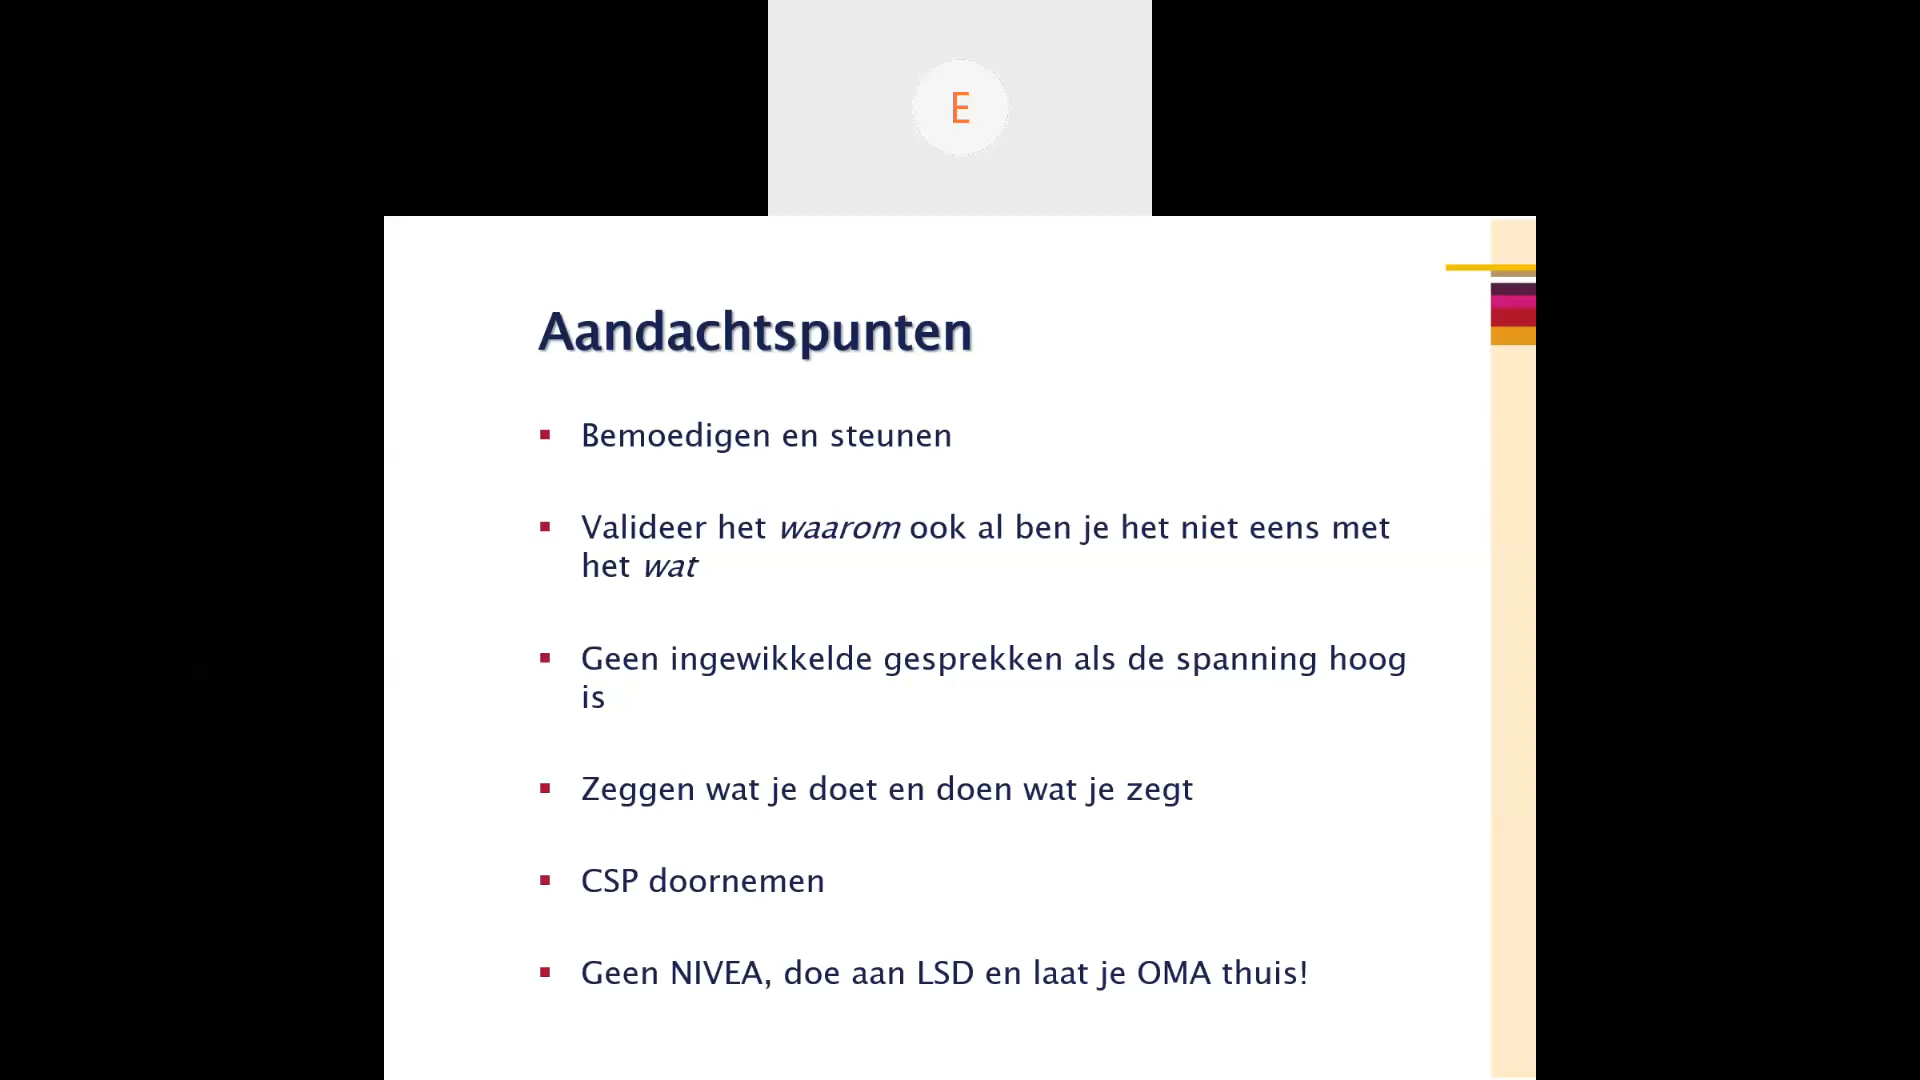 E
Aandachtspunten
Bemoedigen en steunen
Valideer het waarom ook al ben je het niet eens met
het wat
Geen ingewikkelde gesprekken als de spanning hoog
is
Zeggen wat je doet en doen wat je zegt
CSP doornemen
Geen NIVEA, doe aan LSD en laat je OMA thuis!